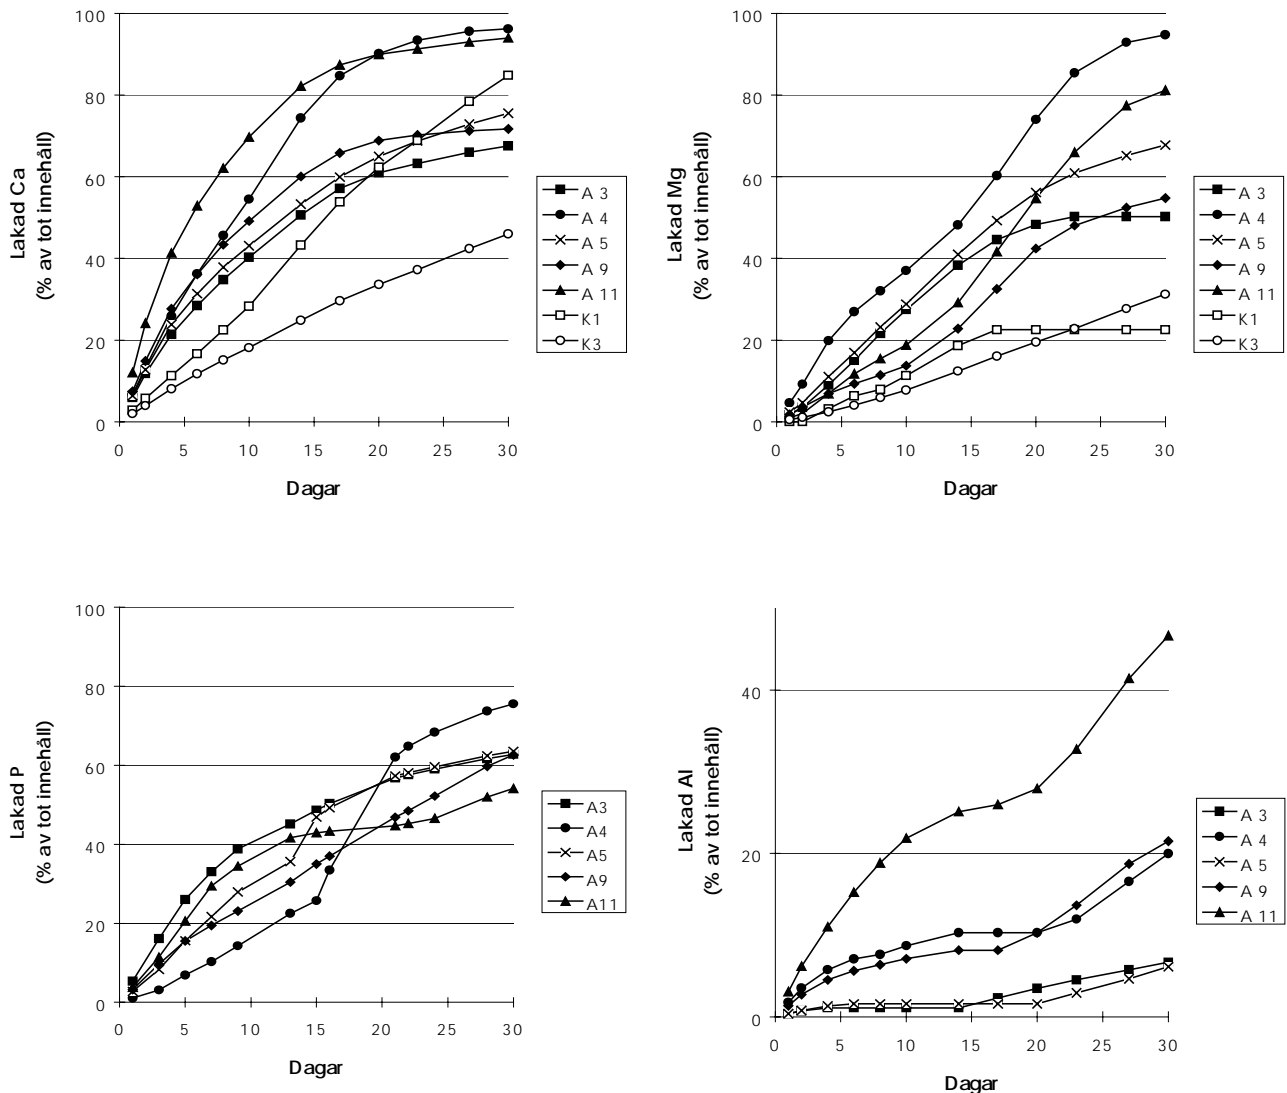 Lakad Ca
(% av tot innehåll)
100
80
60
40
20
0
0 5 10 15 20 25 30
Dagar
A 3
A 4
A 5
A 9
A 11
K1
K3
Lakad Mg
(% av tot innehåll)
100
80
60
40
20
0
0 5 10 15 20 25 30
Dagar
A 3
A 4
A 5
A 9
A 11
K1
K3
Lakad P
(% av tot innehåll)
100
80
60
40
20
0
0 5 10 15 20 25 30
Dagar
A3
A4
A5
A9
A11
Lakad Al
(% av tot innehåll)
40
20
0
0 5 10 15 20 25 30
Dagar
A 3
A 4
A 5
A 9
A 11